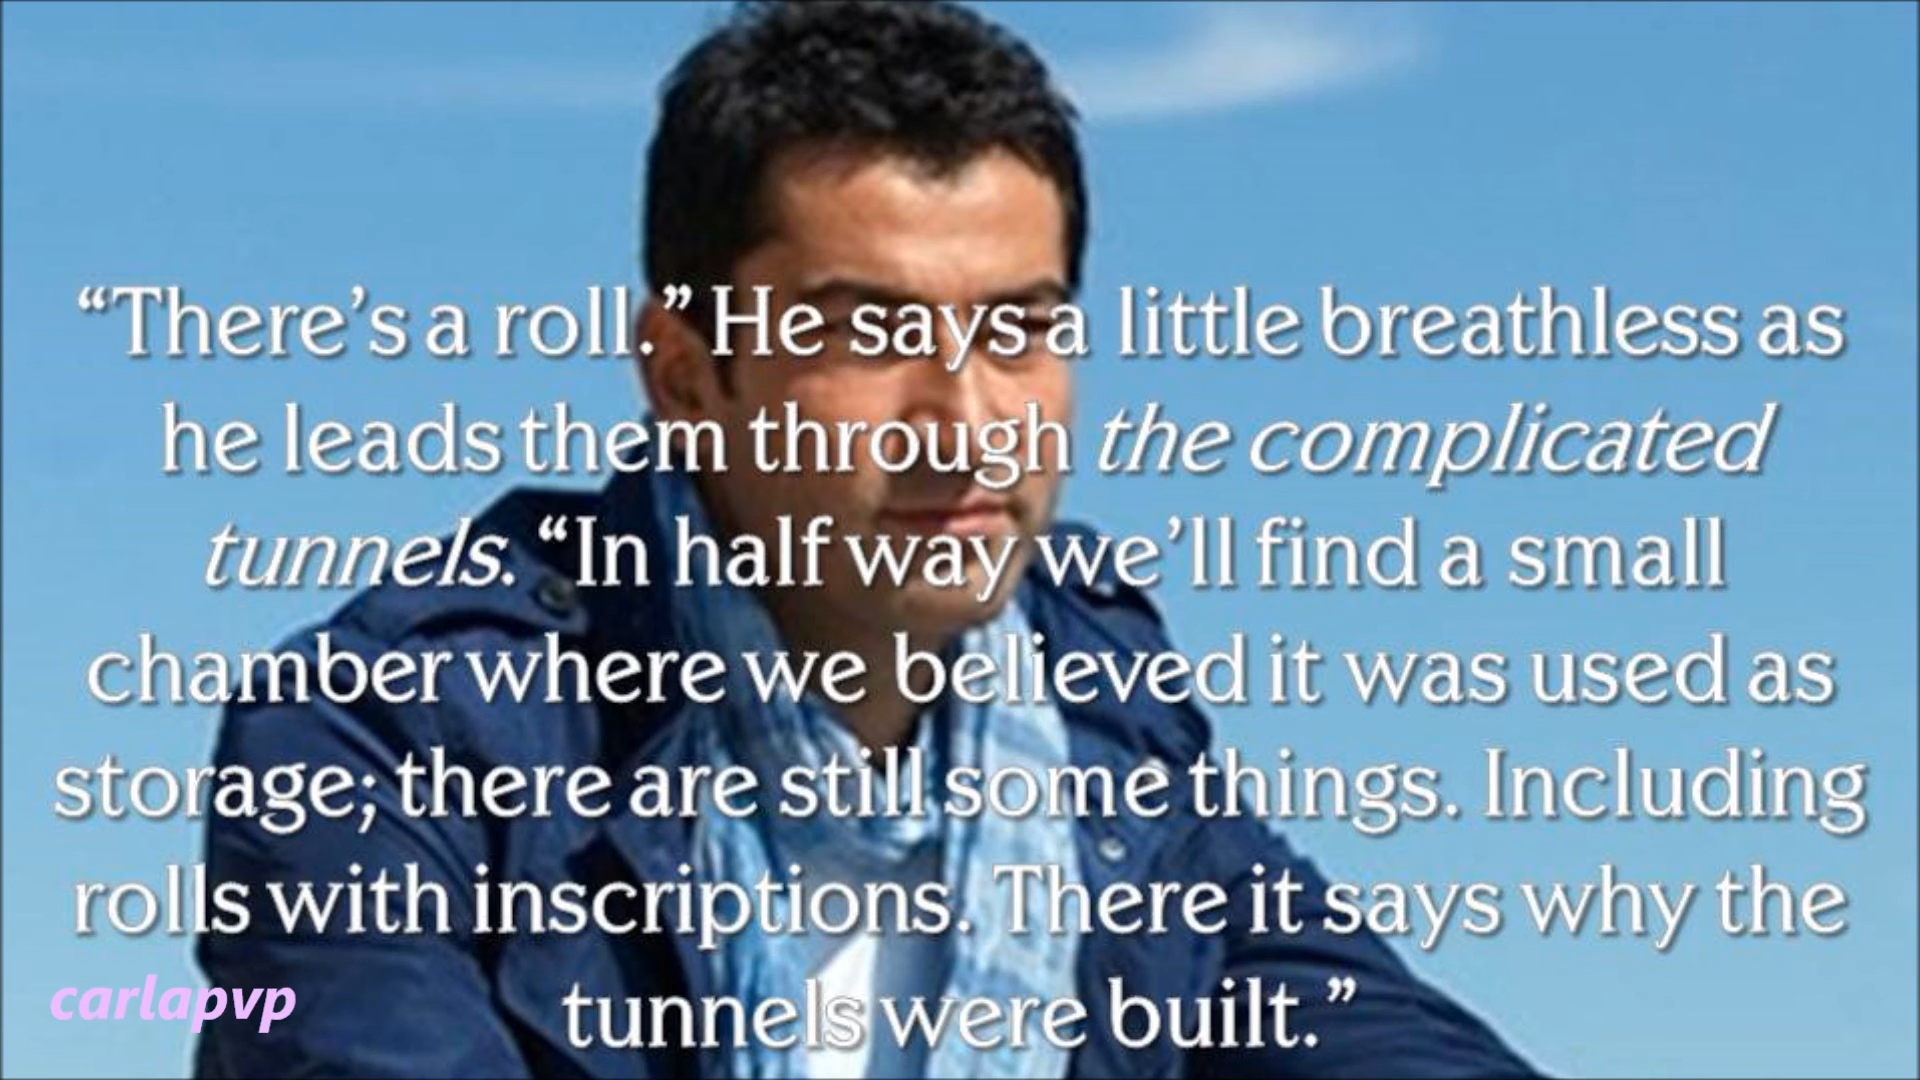 “There’s a roll.” He says a little breathless as
he leads them through the complicated
tunnels. “In half way we’ll find a small
chamber where we believed it was used as
storage; there are still some things. Including
rolls with inscriptions. There it says why the
tunnels were built.”
carlapvp